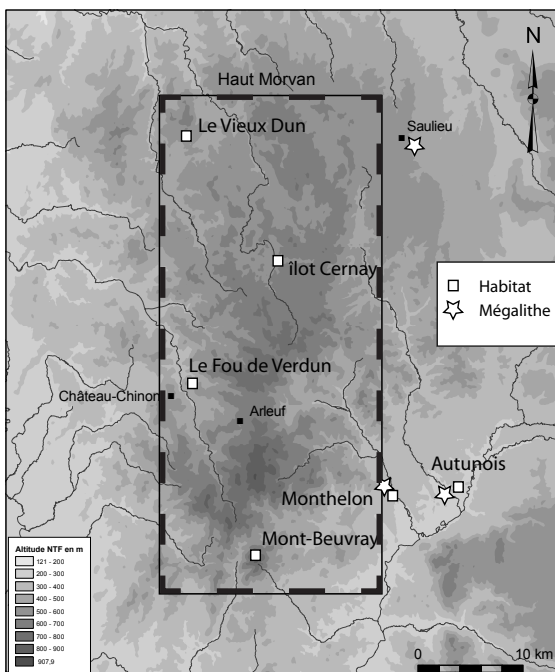 Haut Morvan
N
Le Vieux Dun
Saulieu
îlot Cernay
Habitat
Mégalithe
Le Fou de Verdun
Château-Chinon
Arleuf
Autunois
Monthelon
Mont-Beuvray
Altitude NTF en m
121 - 200
200 - 300
300 - 400
400 - 500
500 - 600
600 - 700
700 - 800
800 - 900
907,9
0 10 km